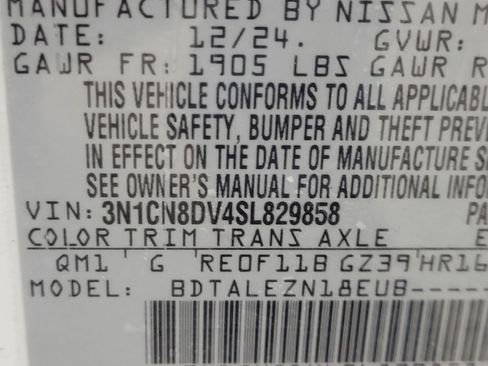 MANUFACTURED BY NISSAN M
DATE: 12/24. GVWR:
GAWR FR: 1905 LBS GAWR R
THIS VEHICLE CONFORMS TO ALL APPLICABL
VEHICLE SAFETY, BUMPER AND THEFT PREVE
IN EFFECT ON THE DATE OF MANUFACTURE S
SEE OWNER'S MANUAL FOR ADDITIONAL INFO
VIN: 3N1CN8DV4SL829858 PA
COLOR TRIM TRANS AXLE E
QM1 G RE0F11B GZ39 HR16
MODEL: BDTALEZN18EUB-----